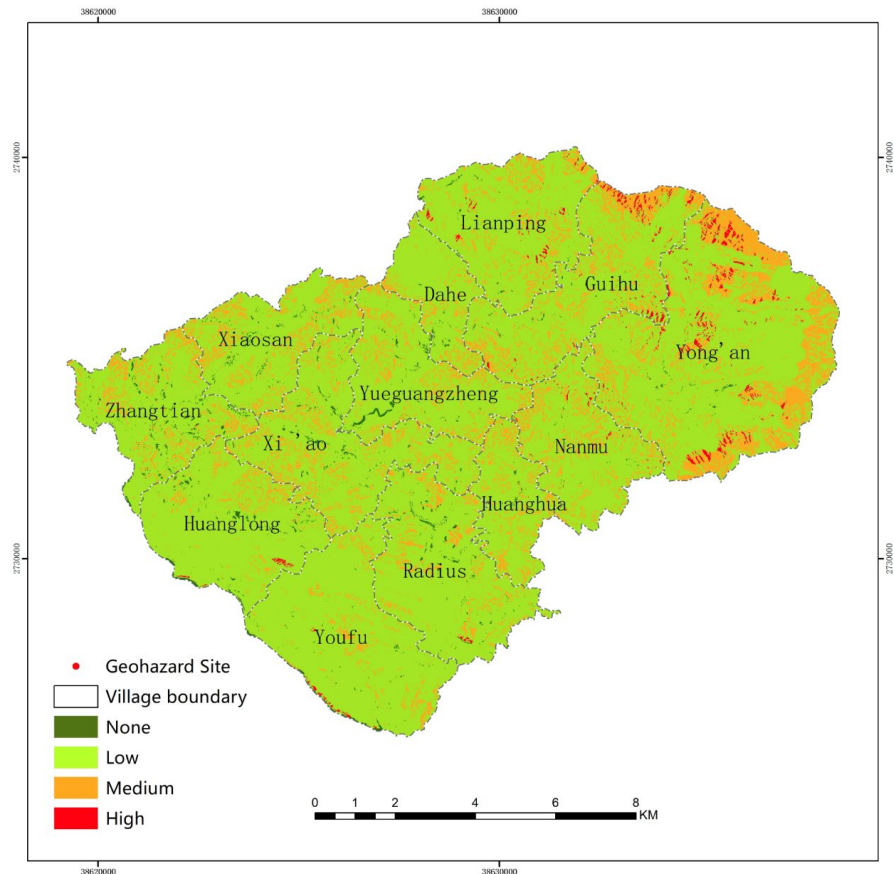 38620000 38630000
2740000 2740000
Lianping
Guihu
Dahe
Xiaosan
Yong'an
Yueguangzheng
Zhangtian
Xi 'ao
Nanmu
Huanghua
Huanglong
2730000 2730000
Radius
Youfu
Geohazard Site
Village boundary
None
Low
Medium
High
0 1 2 4 6 8
KM
38620000 38630000